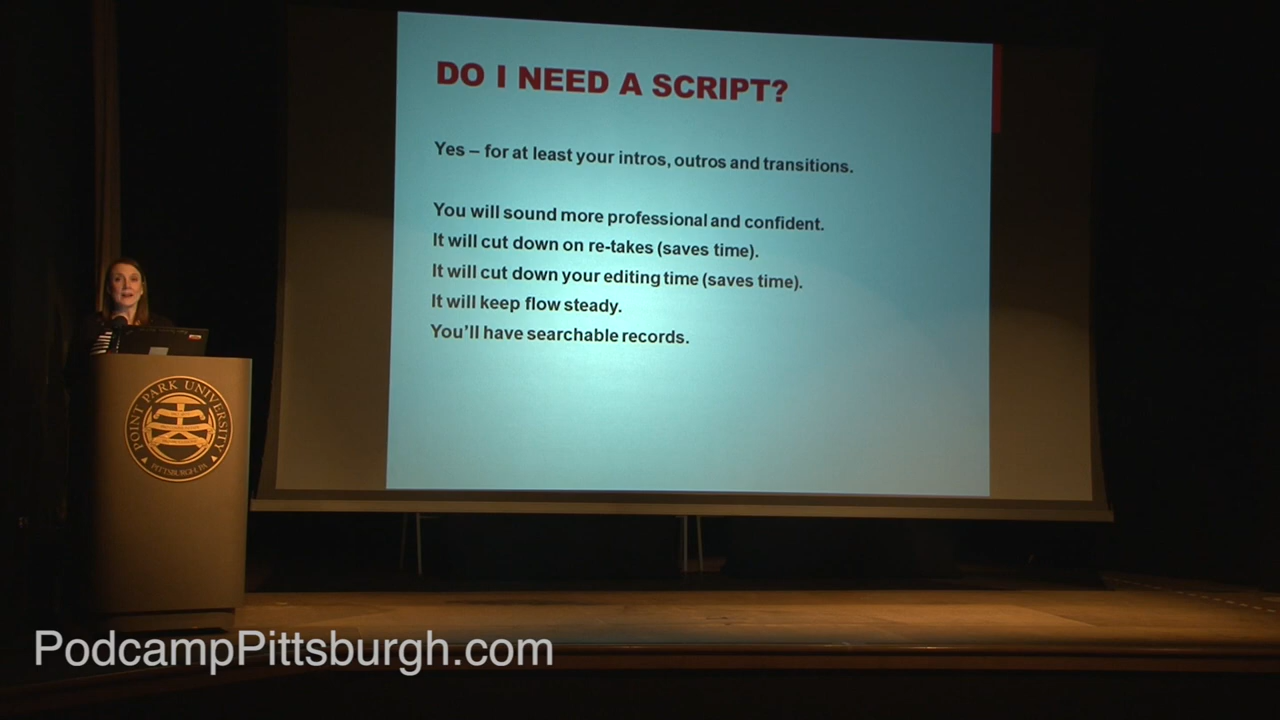 DO I NEED A SCRIPT?
Yes – for at least your intros, outros and transitions.
You will sound more professional and confident.
It will cut down on re-takes (saves time).
It will cut down your editing time (saves time).
It will keep flow steady.
You'll have searchable records.
POINT PARK UNIVERSITY
PITTSBURGH, PA
PodcampPittsburgh.com